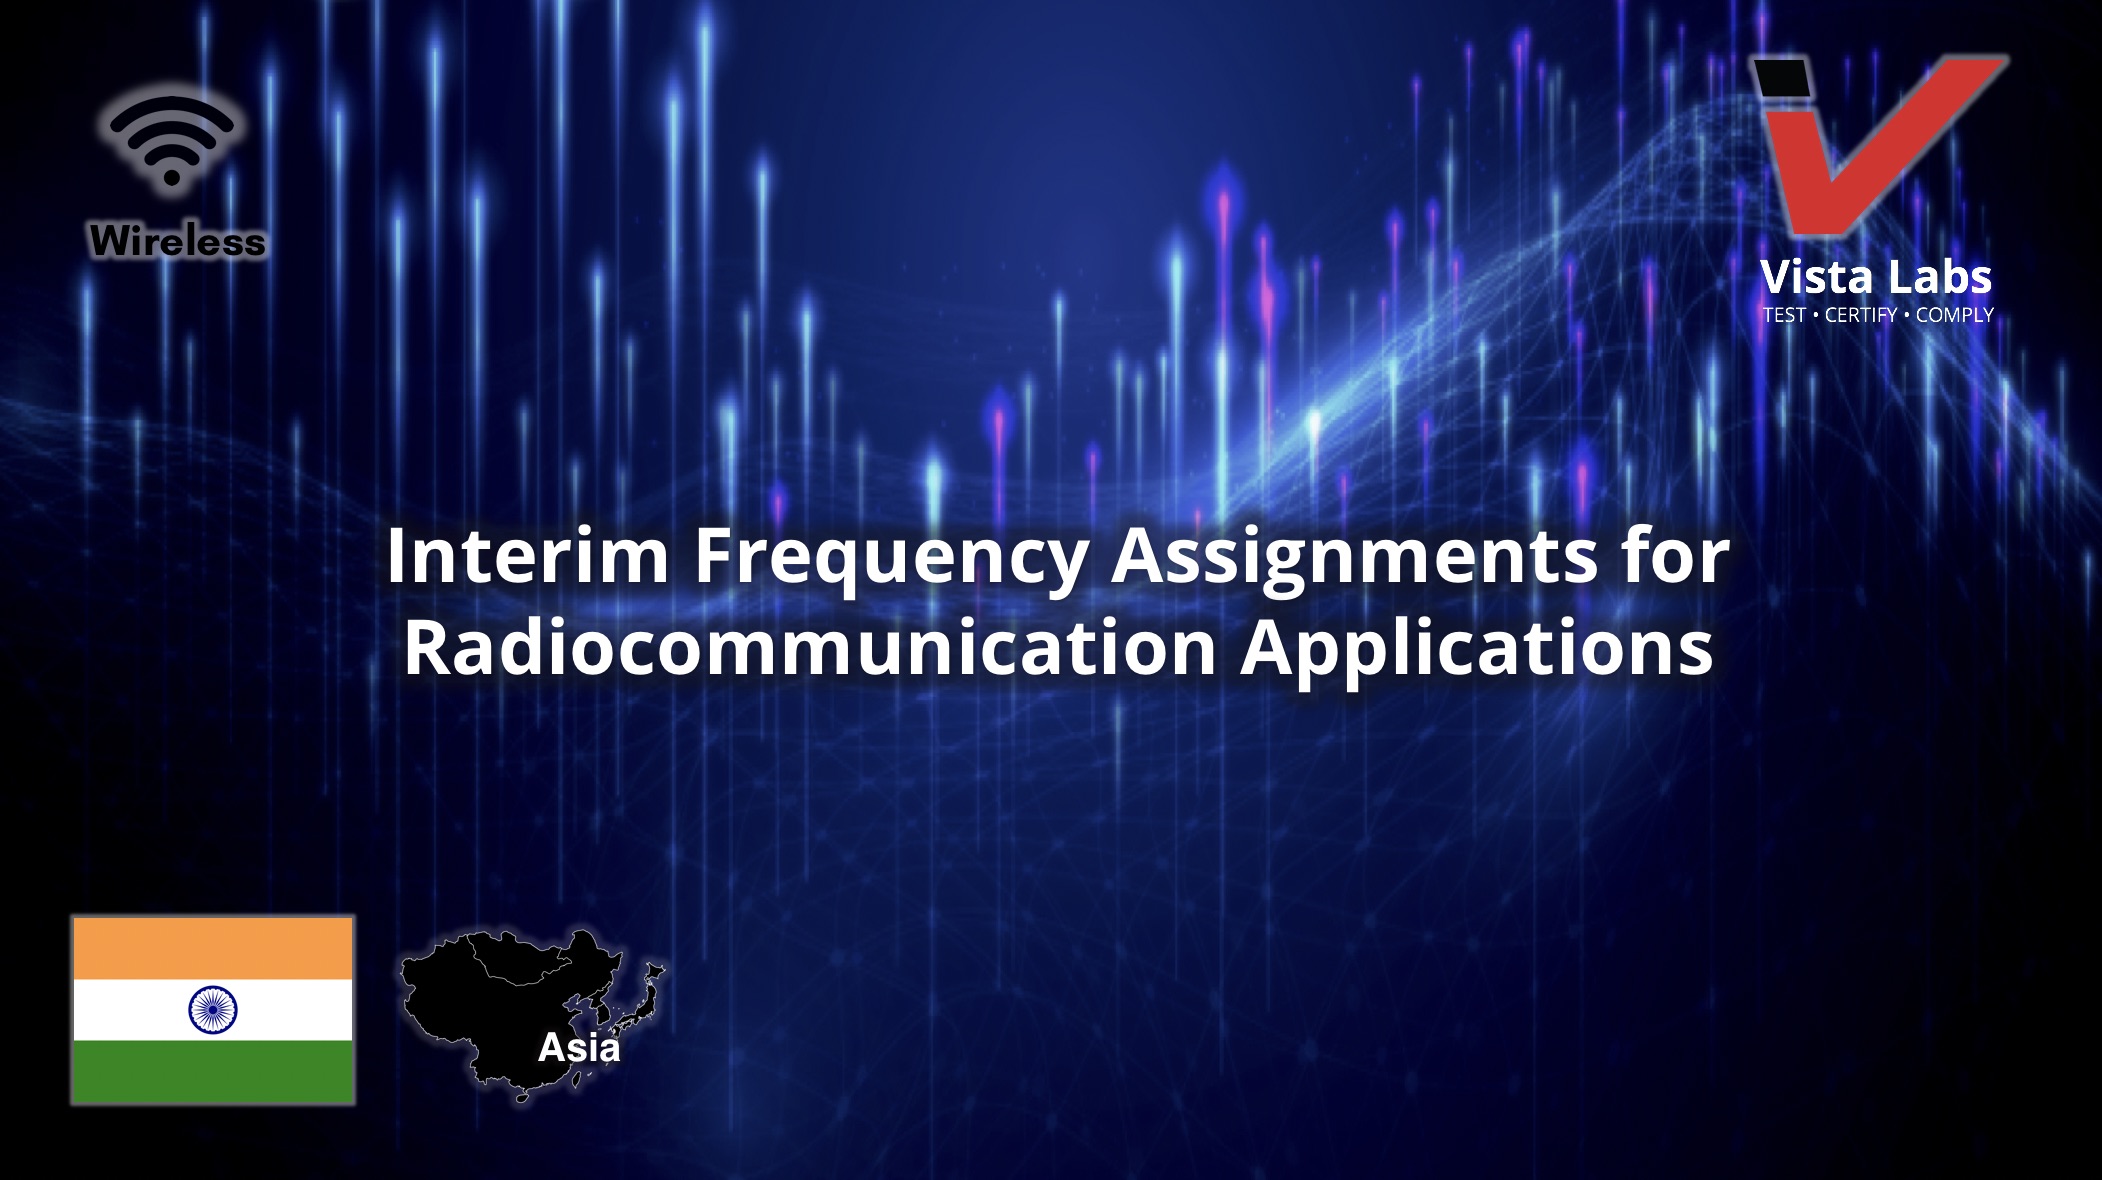 Wireless
Vista Labs
TEST • CERTIFY • COMPLY
Interim Frequency Assignments for
Radiocommunication Applications
Asia